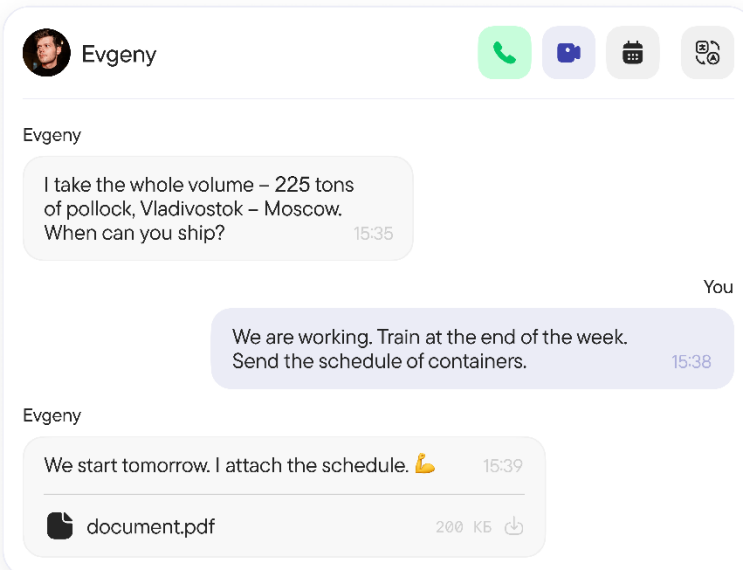 Evgeny
Evgeny
I take the whole volume – 225 tons
of pollock, Vladivostok – Moscow.
When can you ship?
15:35
You
We are working. Train at the end of the week.
Send the schedule of containers.
15:38
Evgeny
We start tomorrow. I attach the schedule. 💪
15:39
document.pdf
200 КБ